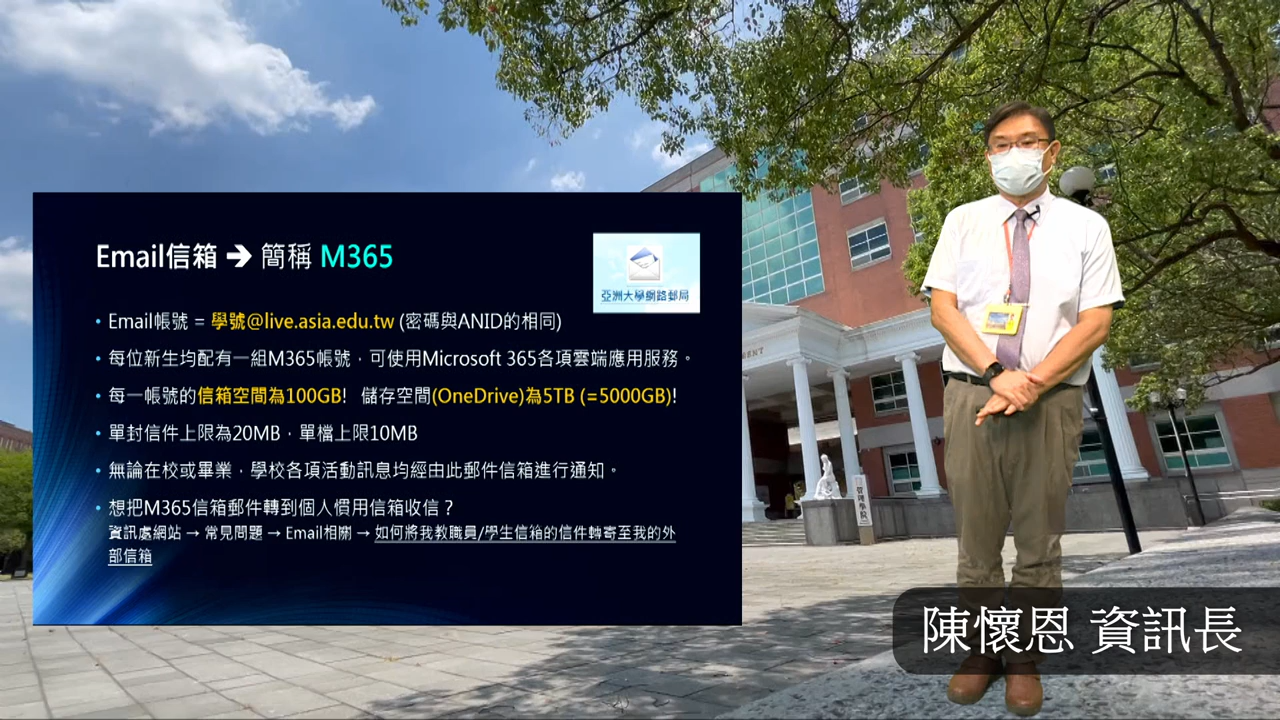 Email信箱 → 簡稱 M365
亞洲大學網路郵局
• Email帳號 = 學號@live.asia.edu.tw (密碼與ANID的相同)
• 每位新生均配有一組M365帳號，可使用Microsoft 365各項雲端應用服務。
• 每一帳號的信箱空間為100GB! 儲存空間(OneDrive)為5TB (=5000GB)!
• 單封信件上限為20MB，單檔上限10MB
• 無論在校或畢業，學校各項活動訊息均經由此郵件信箱進行通知。
• 想把M365信箱郵件轉到個人慣用信箱收信？
資訊處網站 → 常見問題 → Email相關 → 如何將我教職員/學生信箱的信件轉寄至我的外
部信箱
管理學院
陳懷恩 資訊長